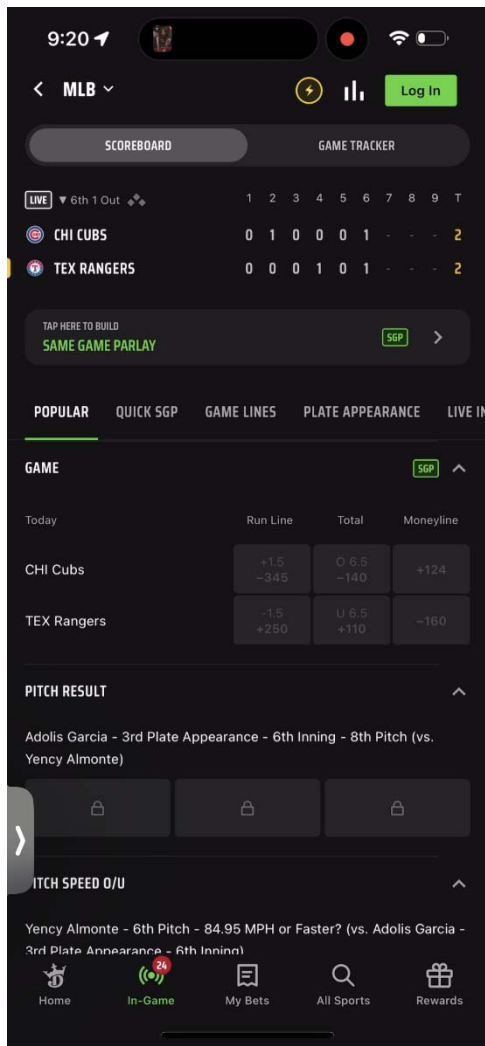 9:20
MLB
Log In
SCOREBOARD GAME TRACKER
LIVE ▼ 6th 1 Out 1 2 3 4 5 6 7 8 9 T
CHI CUBS 0 1 0 0 0 1 - - - 2
TEX RANGERS 0 0 0 1 0 1 - - - 2
TAP HERE TO BUILD
SAME GAME PARLAY SGP
POPULAR QUICK SGP GAME LINES PLATE APPEARANCE LIVE IN
GAME SGP
Today Run Line Total Moneyline
+1.5 O 6.5
CHI Cubs −345 −140 +124
-1.5 U 6.5
TEX Rangers +250 +110 −160
PITCH RESULT
Adolis Garcia - 3rd Plate Appearance - 6th Inning - 8th Pitch (vs.
Yency Almonte)
PITCH SPEED O/U
Yency Almonte - 6th Pitch - 84.95 MPH or Faster? (vs. Adolis Garcia -
3rd Plate Appearance - 6th Inning)
24
Home In-Game My Bets All Sports Rewards